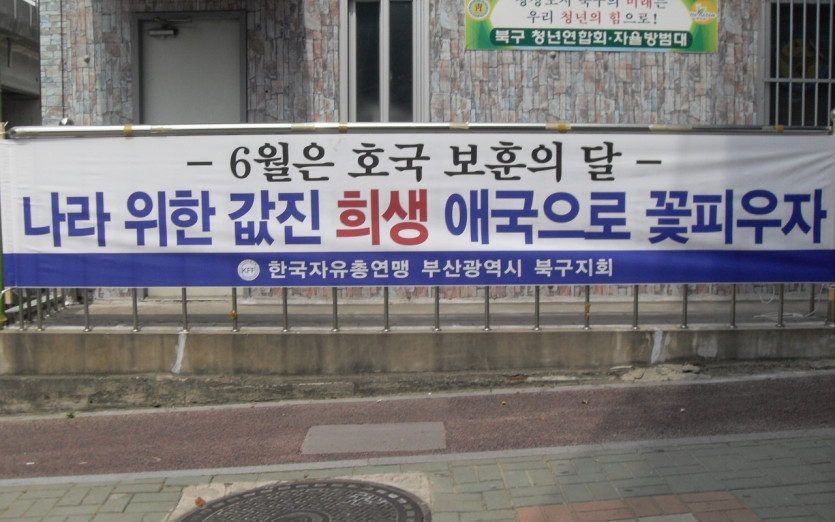 우리 청년의 힘으로!
북구 청년연합회·자율방범대
– 6월은 호국 보훈의 달 –
나라 위한 값진 희생 애국으로 꽃피우자
KFF 한국자유총연맹 부산광역시 북구지회